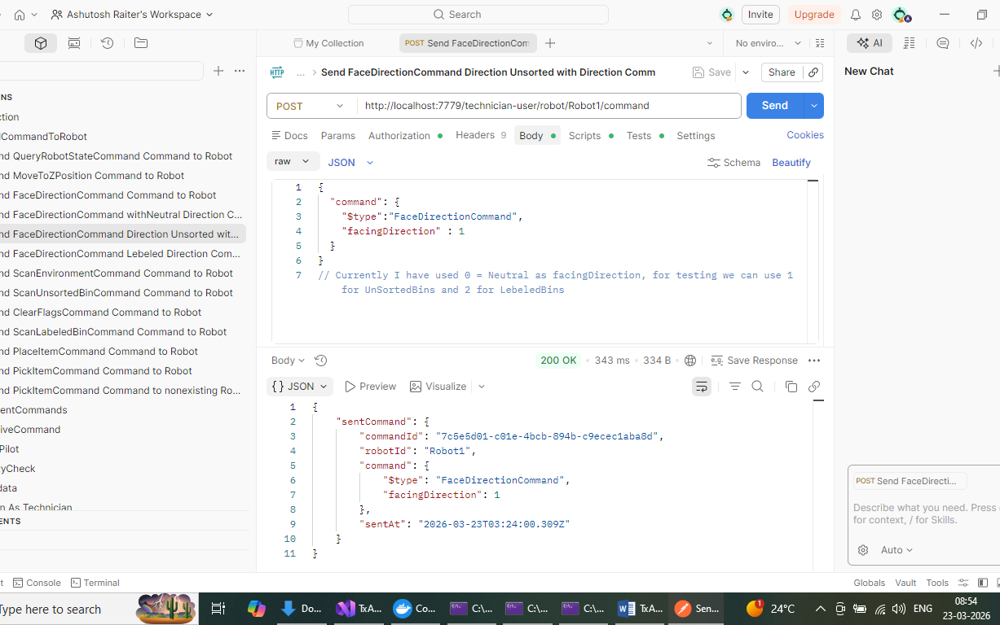 Ashutosh Raiter's Workspace
Search
Invite
Upgrade
My Collection
POST Send FaceDirectionCom
No enviro...
AI
HTTP ... > Send FaceDirectionCommand Direction Unsorted with Direction Comm
Save
Share
New Chat
NS
POST
http://localhost:7779/technician-user/robot/Robot1/command
Send
ction
lCommandToRobot
nd QueryRobotStateCommand Command to Robot
nd MoveToZPosition Command to Robot
nd FaceDirectionCommand Command to Robot
nd FaceDirectionCommand withNeutral Direction C...
nd FaceDirectionCommand Direction Unsorted wit...
nd FaceDirectionCommand Labeled Direction Com...
nd ScanEnvironmentCommand Command to Robot
nd ScanUnsortedBinCommand Command to Robot
nd ClearFlagsCommand Command to Robot
nd ScanLabeledBinCommand Command to Robot
nd PlaceItemCommand Command to Robot
nd PickItemCommand Command to Robot
nd PickItemCommand Command to nonexisting Ro...
entCommands
iveCommand
Pilot
yCheck
data
n As Technician
ENTS
Docs Params Authorization Headers 9 Body Scripts Tests Settings
Cookies
raw JSON
Schema Beautify
1 {
2 "command": {
3 "$type":"FaceDirectionCommand",
4 "facingDirection" : 1
5 }
6 }
7 // Currently I have used 0 = Neutral as facingDirection, for testing we can use 1
for UnSortedBins and 2 for LebeledBins
Body
200 OK • 343 ms • 334 B
e.g. Save Response
{} JSON Preview Visualize
1 {
2 "sentCommand": {
3 "commandId": "7c5e5d01-c01e-4bcb-894b-c9ecec1aba8d",
4 "robotId": "Robot1",
5 "command": {
6 "$type": "FaceDirectionCommand",
7 "facingDirection": 1
8 },
9 "sentAt": "2026-03-23T03:24:00.309Z"
10 }
11 }
POST Send FaceDirecti...
Describe what you need. Press
for context, / for Skills.
Auto
t Console Terminal
Globals Vault Tools
Type here to search
Do...
TxA...
Co...
C:\...
C:\...
C:\...
TxA...
Sen...
1
24°C
ENG
08:54
23-03-2026